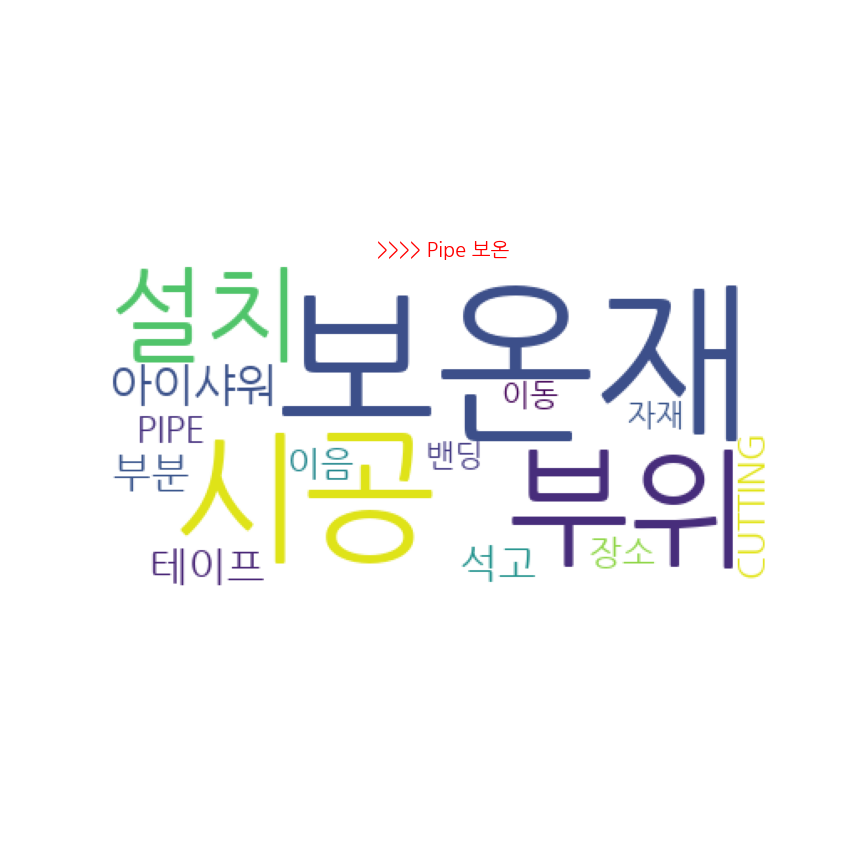 >>>> Pipe 보온
설치
보온재
아이샤워
이동
자재
PIPE
시공
이음
밴딩
부위
CUTTING
부분
테이프
석고
장소